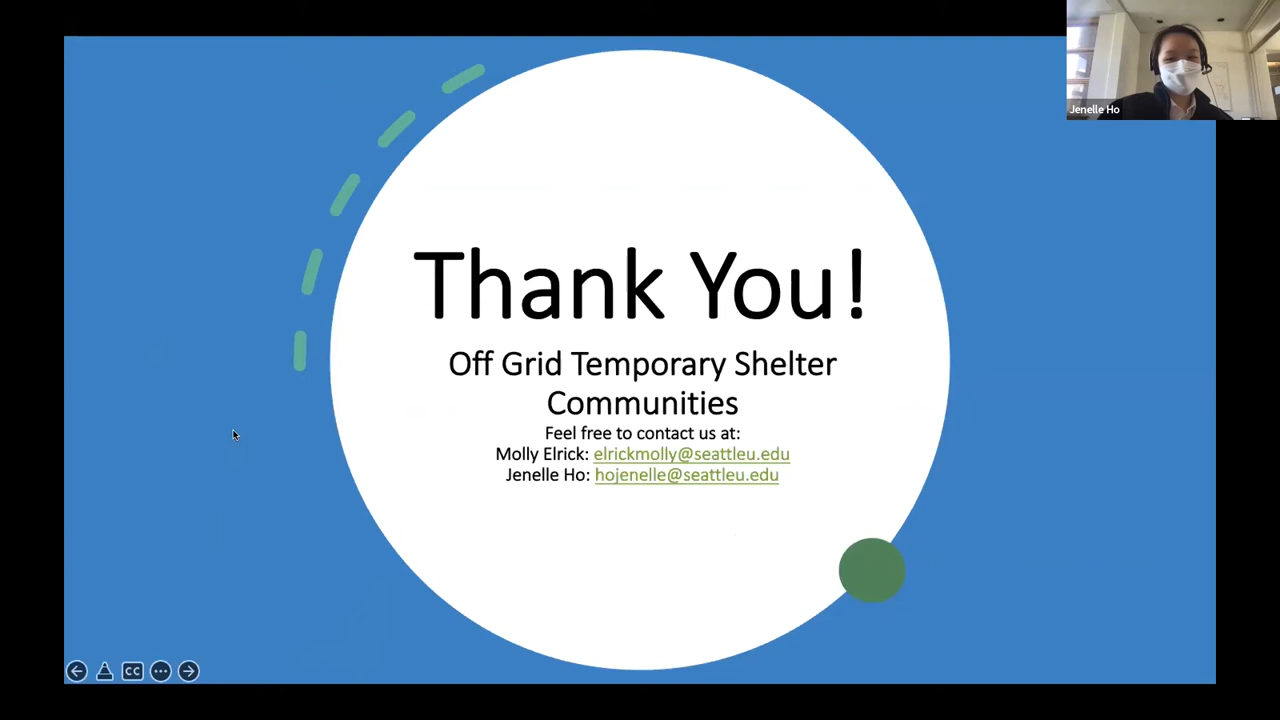 Jenelle Ho
Thank You!
Off Grid Temporary Shelter
Communities
Feel free to contact us at:
Molly Elrick: elrickmolly@seattleu.edu
Jenelle Ho: hojenelle@seattleu.edu
CC